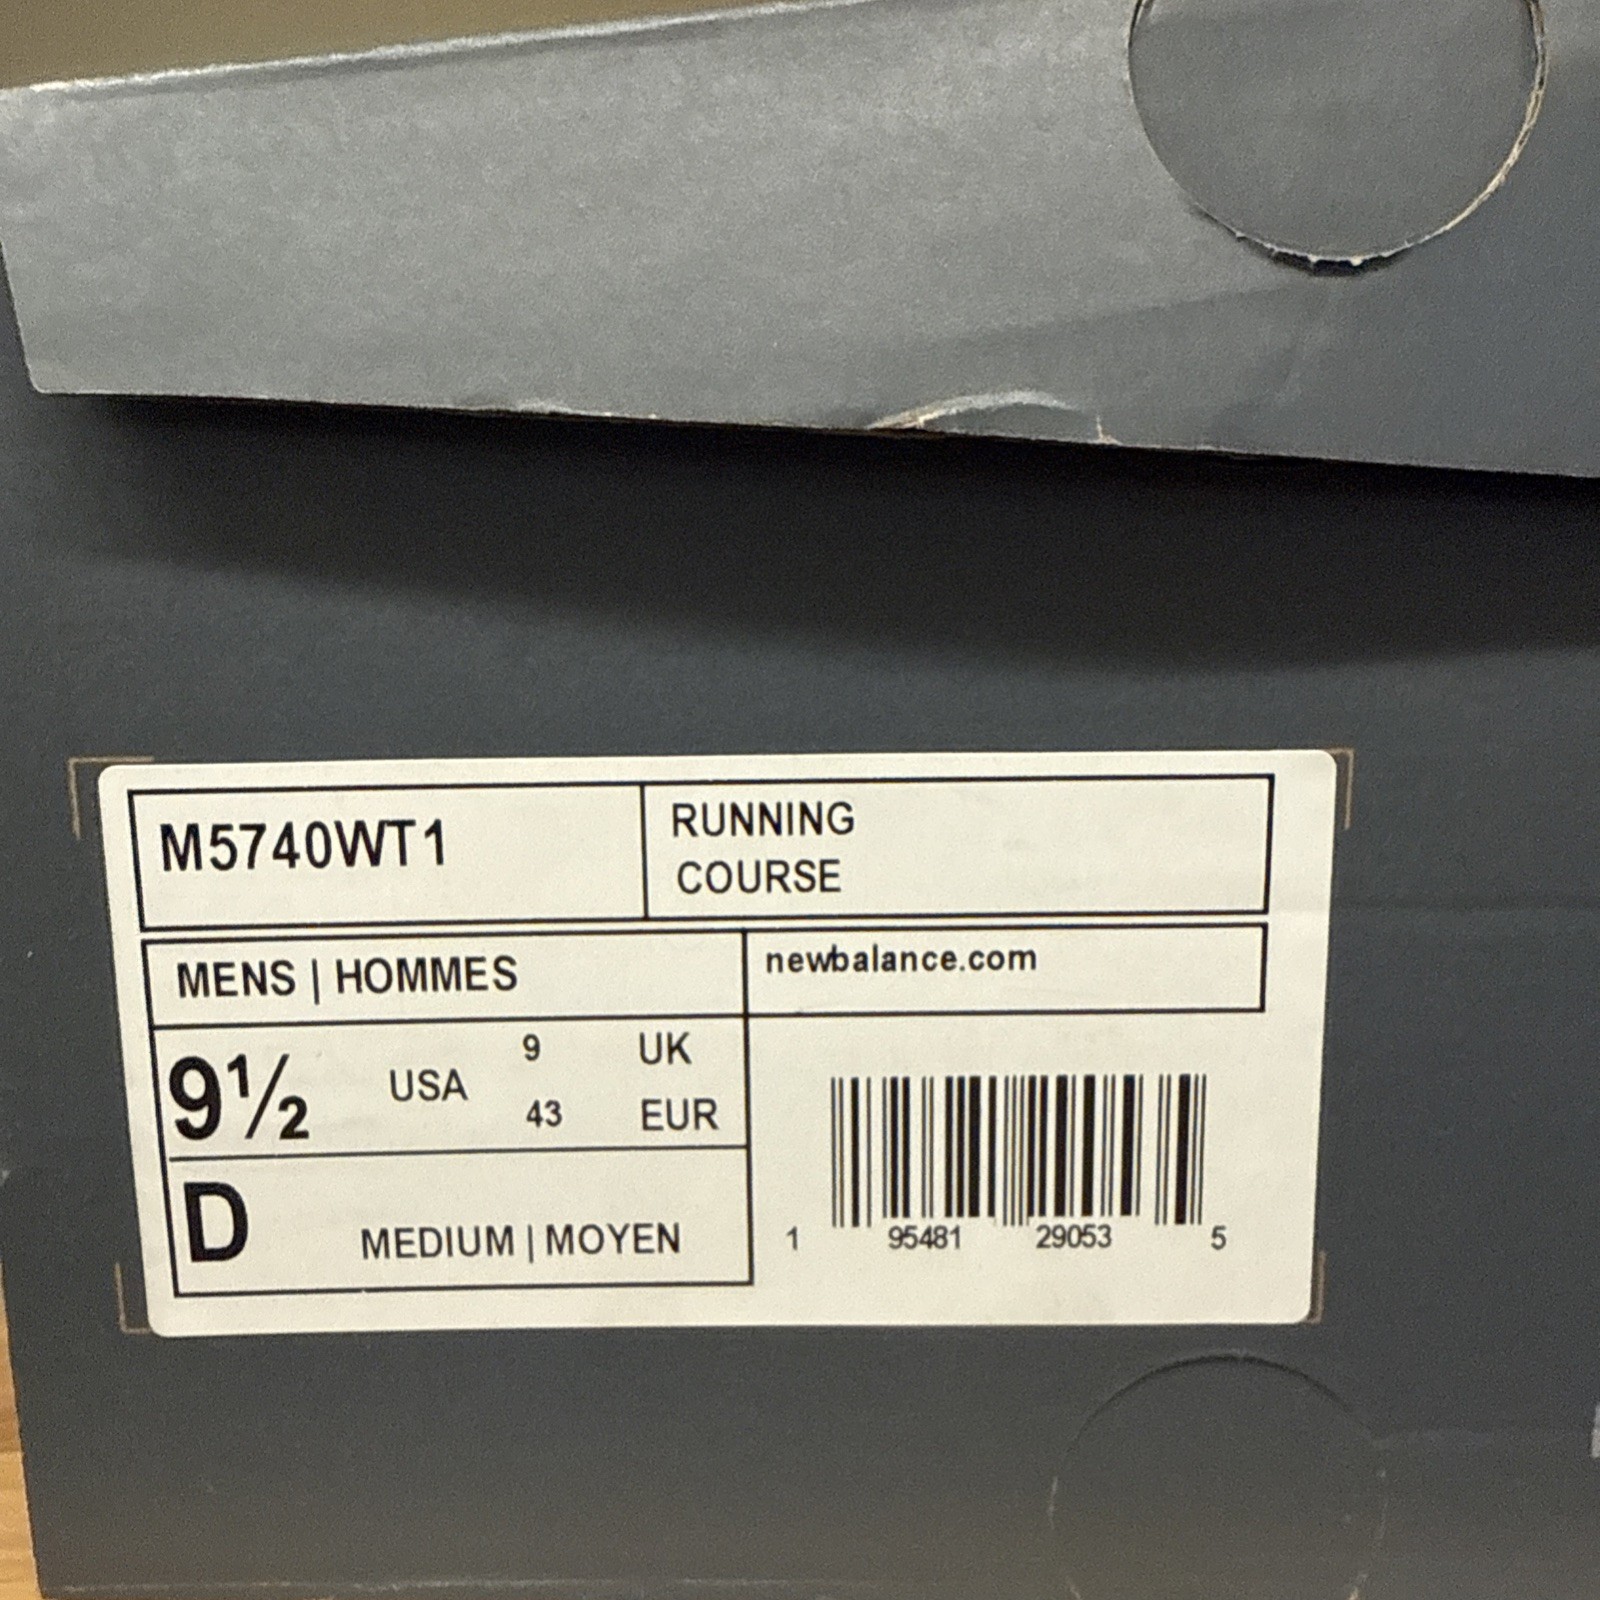 M5740WT1
RUNNING
COURSE
MENS | HOMMES
newbalance.com
9½ USA 9 UK
43 EUR
D MEDIUM | MOYEN
1 95481 29053 5